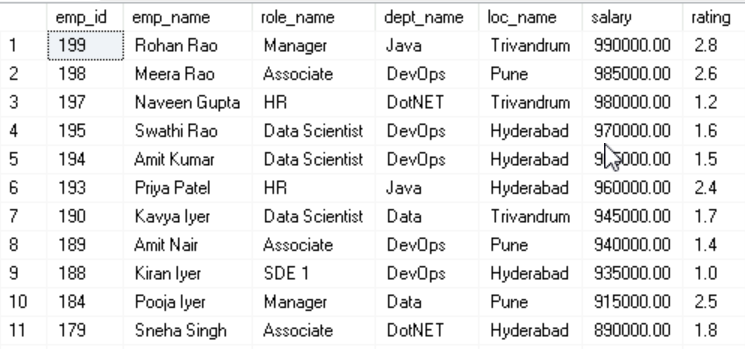 emp_id emp_name role_name dept_name loc_name salary rating
1 199 Rohan Rao Manager Java Trivandrum 990000.00 2.8
2 198 Meera Rao Associate DevOps Pune 985000.00 2.6
3 197 Naveen Gupta HR DotNET Trivandrum 980000.00 1.2
4 195 Swathi Rao Data Scientist DevOps Hyderabad 970000.00 1.6
5 194 Amit Kumar Data Scientist DevOps Hyderabad 1.5
6 193 Priya Patel HR Java Hyderabad 960000.00 2.4
7 190 Kavya Iyer Data Scientist Data Trivandrum 945000.00 1.7
8 189 Amit Nair Associate DevOps Pune 940000.00 1.4
9 188 Kiran Iyer SDE 1 DevOps Hyderabad 935000.00 1.0
10 184 Pooja Iyer Manager Data Pune 915000.00 2.5
11 179 Sneha Singh Associate DotNET Hyderabad 890000.00 1.8